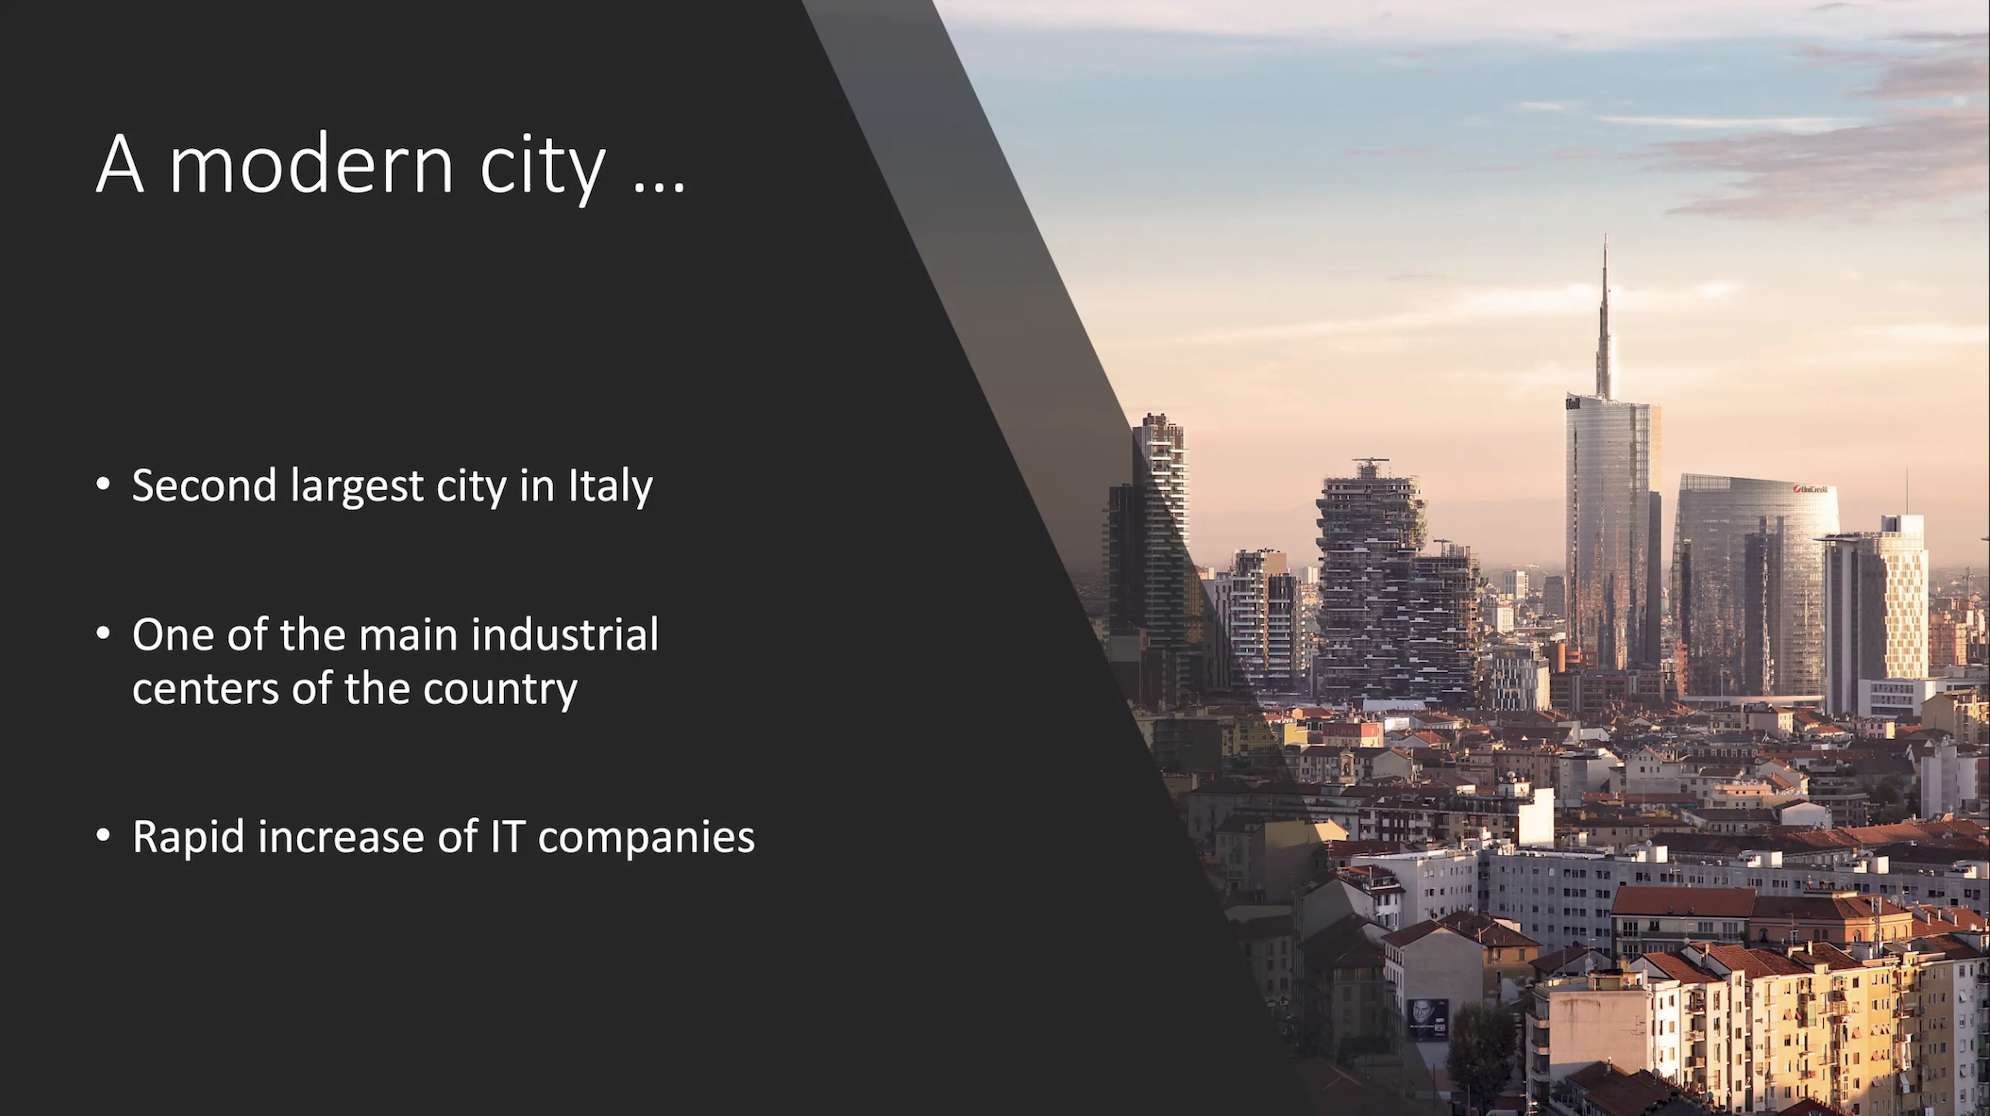 A modern city ...
• Second largest city in Italy
• One of the main industrial
centers of the country
• Rapid increase of IT companies
UniCredit